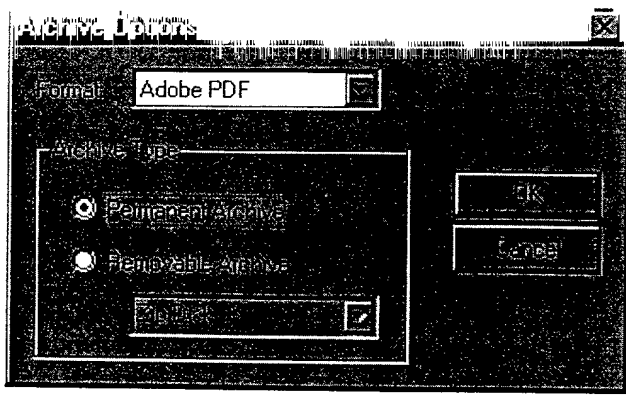 Archive Options
Format: Adobe PDF
Archive Type
Permanent Archive
Removable Archive
OK
Cancel